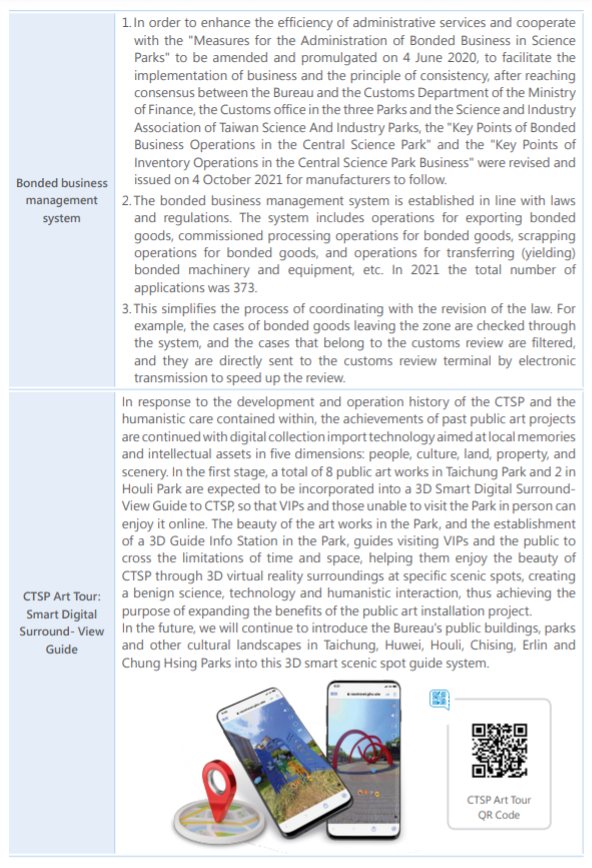 Bonded business
management
system
1. In order to enhance the efficiency of administrative services and cooperate
with the "Measures for the Administration of Bonded Business in Science
Parks" to be amended and promulgated on 4 June 2020, to facilitate the
implementation of business and the principle of consistency, after reaching
consensus between the Bureau and the Customs Department of the Ministry
of Finance, the Customs office in the three Parks and the Science and Industry
Association of Taiwan Science And Industry Parks, the "Key Points of Bonded
Business Operations in the Central Science Park" and the "Key Points of
Inventory Operations in the Central Science Park Business" were revised and
issued on 4 October 2021 for manufacturers to follow.
2. The bonded business management system is established in line with laws
and regulations. The system includes operations for exporting bonded
goods, commissioned processing operations for bonded goods, scrapping
operations for bonded goods, and operations for transferring (yielding)
bonded machinery and equipment, etc. In 2021 the total number of
applications was 373.
3. This simplifies the process of coordinating with the revision of the law. For
example, the cases of bonded goods leaving the zone are checked through
the system, and the cases that belong to the customs review are filtered,
and they are directly sent to the customs review terminal by electronic
transmission to speed up the review.
CTSP Art Tour:
Smart Digital
Surround- View
Guide
In response to the development and operation history of the CTSP and the
humanistic care contained within, the achievements of past public art projects
are continued with digital collection import technology aimed at local memories
and intellectual assets in five dimensions: people, culture, land, property, and
scenery. In the first stage, a total of 8 public art works in Taichung Park and 2 in
Houli Park are expected to be incorporated into a 3D Smart Digital Surround-
View Guide to CTSP, so that VIPs and those unable to visit the Park in person can
enjoy it online. The beauty of the art works in the Park, and the establishment
of a 3D Guide Info Station in the Park, guides visiting VIPs and the public to
cross the limitations of time and space, helping them enjoy the beauty of
CTSP through 3D virtual reality surroundings at specific scenic spots, creating
a benign science, technology and humanistic interaction, thus achieving the
purpose of expanding the benefits of the public art installation project.
In the future, we will continue to introduce the Bureau's public buildings, parks
and other cultural landscapes in Taichung, Huwei, Houli, Chising, Erlin and
Chung Hsing Parks into this 3D smart scenic spot guide system.
CTSP Art Tour
QR Code